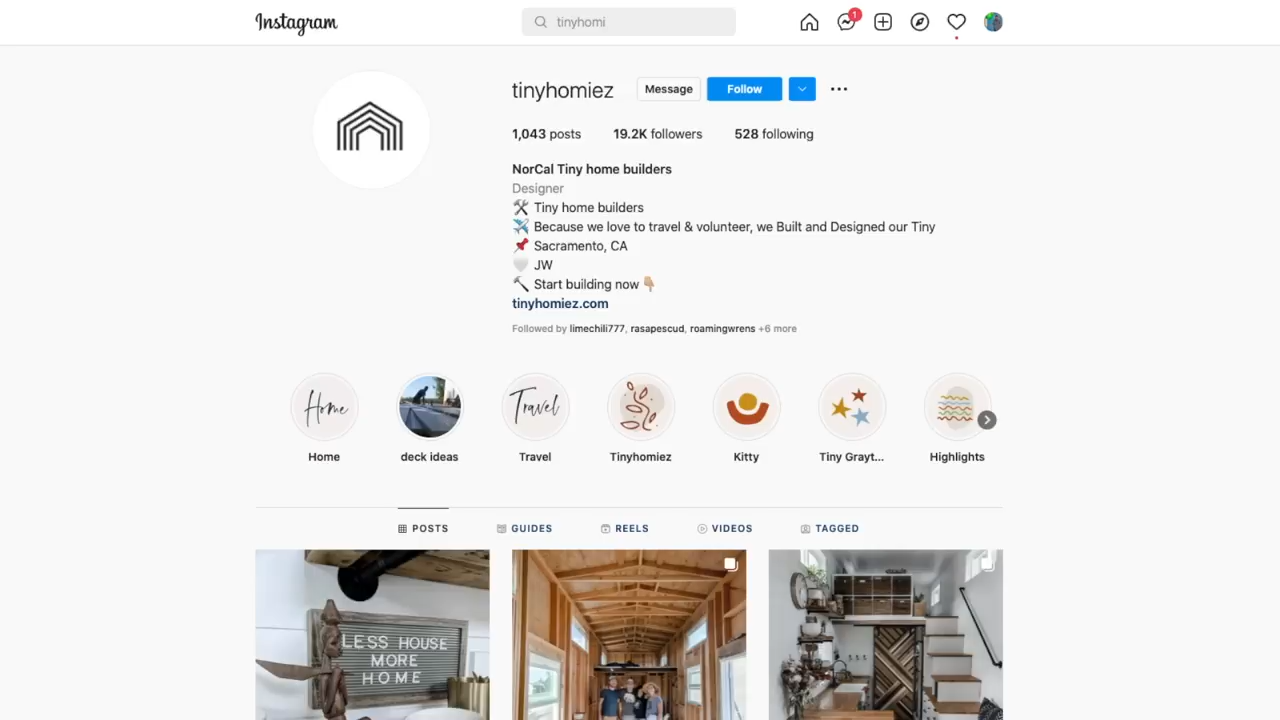 Instagram
tinyhomi
1
tinyhomiez
Message
Follow
1,043 posts 19.2K followers 528 following
NorCal Tiny home builders
Designer
🛠 Tiny home builders
✈️ Because we love to travel & volunteer, we Built and Designed our Tiny
📌 Sacramento, CA
🤍 JW
🔨 Start building now 👇🏼
tinyhomiez.com
Followed by limechili777, rasapescud, roamingwrens +6 more
Home
Travel
Home
deck ideas
Travel
Tinyhomiez
Kitty
Tiny Grayt...
Highlights
POSTS
GUIDES
REELS
VIDEOS
TAGGED
LESS HOUSE
MORE
HOME